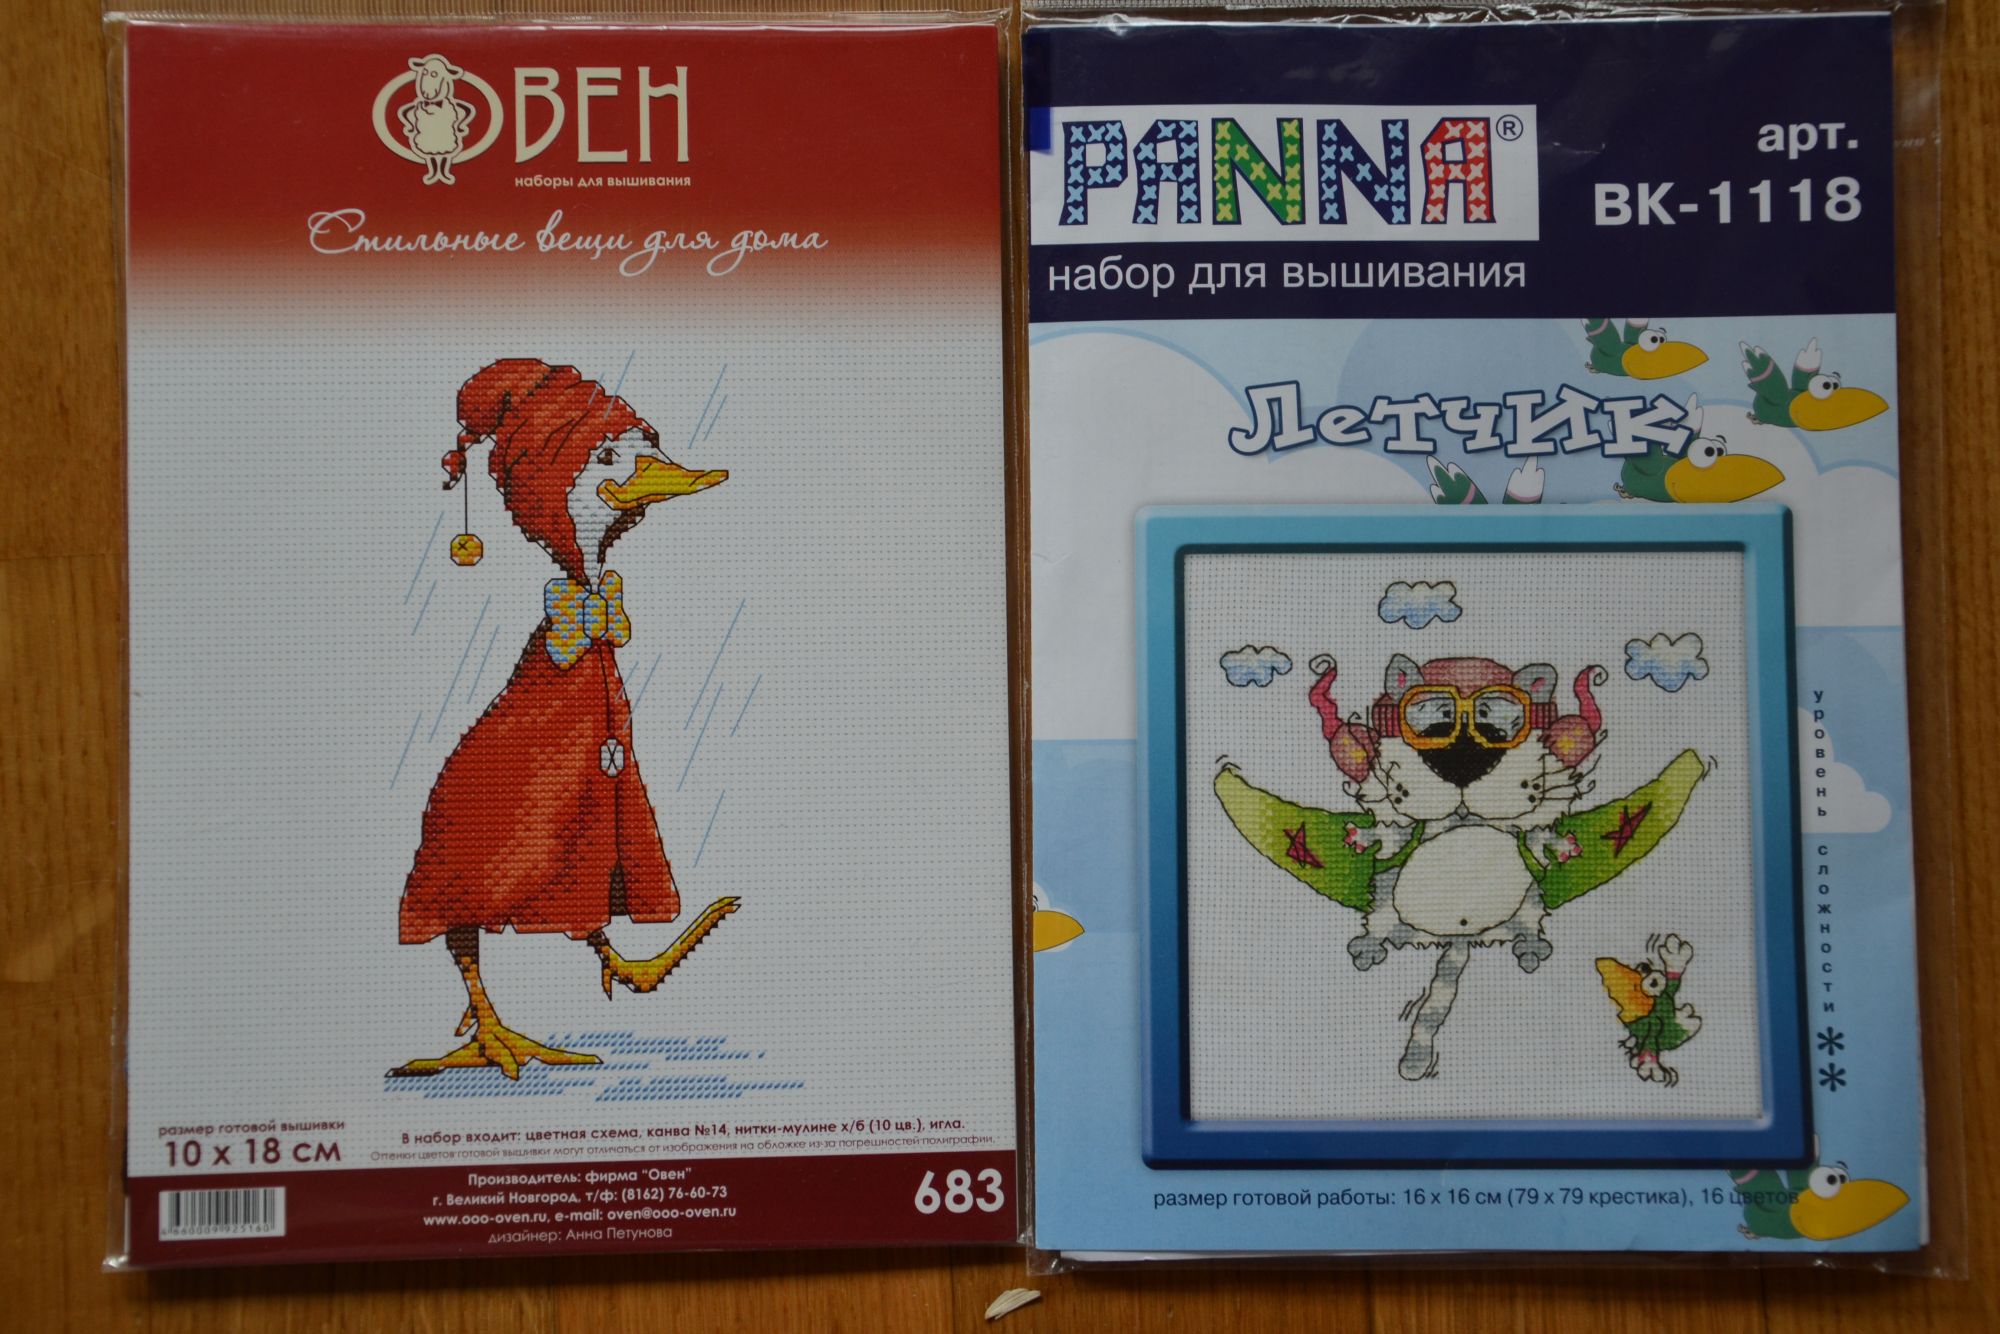 ОВЕН
наборы для вышивания
Стильные вещи для дома
размер готовой вышивки
10 х 18 см
В набор входит: цветная схема, канва №14, нитки-мулине х/б (10 цв.), игла.
Оттенки цветов готовой вышивки могут отличаться от изображения на обложке из-за погрешностей полиграфии.
Производитель: фирма "Овен"
г. Великий Новгород, т/ф: (8162) 76-60-73
www.ooo-oven.ru, e-mail: oven@ooo-oven.ru
дизайнер: Анна Петунова
683
4660009925160
PANNA®
арт.
ВК-1118
набор для вышивания
Летчик
уровень сложности **
размер готовой работы: 16 х 16 см (79 х 79 крестика), 16 цветов